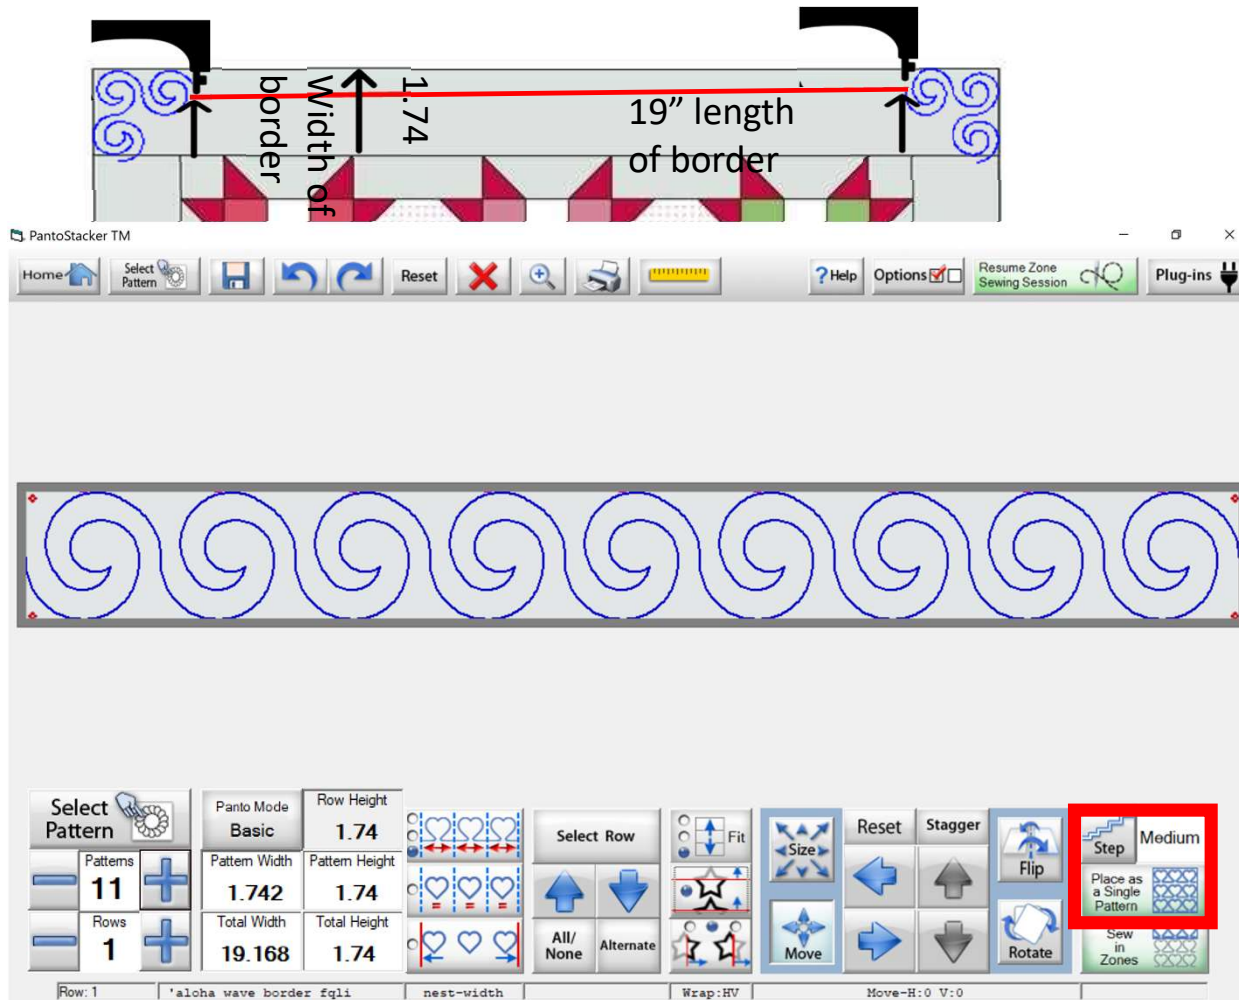 1.74
Width of
border
19” length
of border
PantoStacker TM
Home
Select
Pattern
Reset
? Help
Options
Resume Zone
Sewing Session
Plug-ins
Select
Pattern
Patterns
11
Rows
1
Panto Mode
Basic
Row Height
1.74
Pattern Width
1.742
Pattern Height
1.74
Total Width
19.168
Total Height
1.74
Select Row
All/
None
Alternate
Fit
Size
Move
Reset
Stagger
Flip
Rotate
Step
Medium
Place as
a Single
Pattern
Sew
in
Zones
Row: 1
'aloha wave border fqli
nest-width
Wrap:HV
Move-H:0 V:0